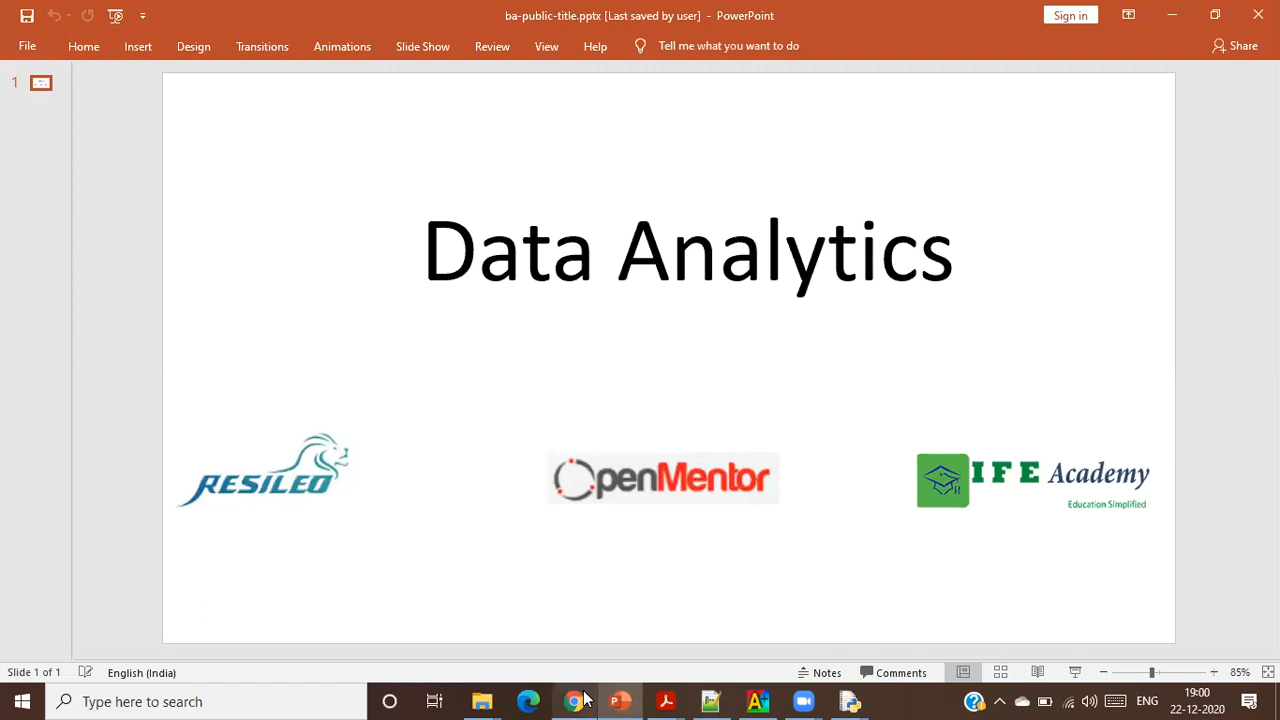 ba-public-title.pptx [Last saved by user] - PowerPoint
Sign in
File Home Insert Design Transitions Animations Slide Show Review View Help Tell me what you want to do Share
1
Data Analytics
RESILEO
OpenMentor
IFE Academy
Education Simplified
Slide 1 of 1 English (India) Notes Comments 85%
Type here to search
ENG
19:00
22-12-2020